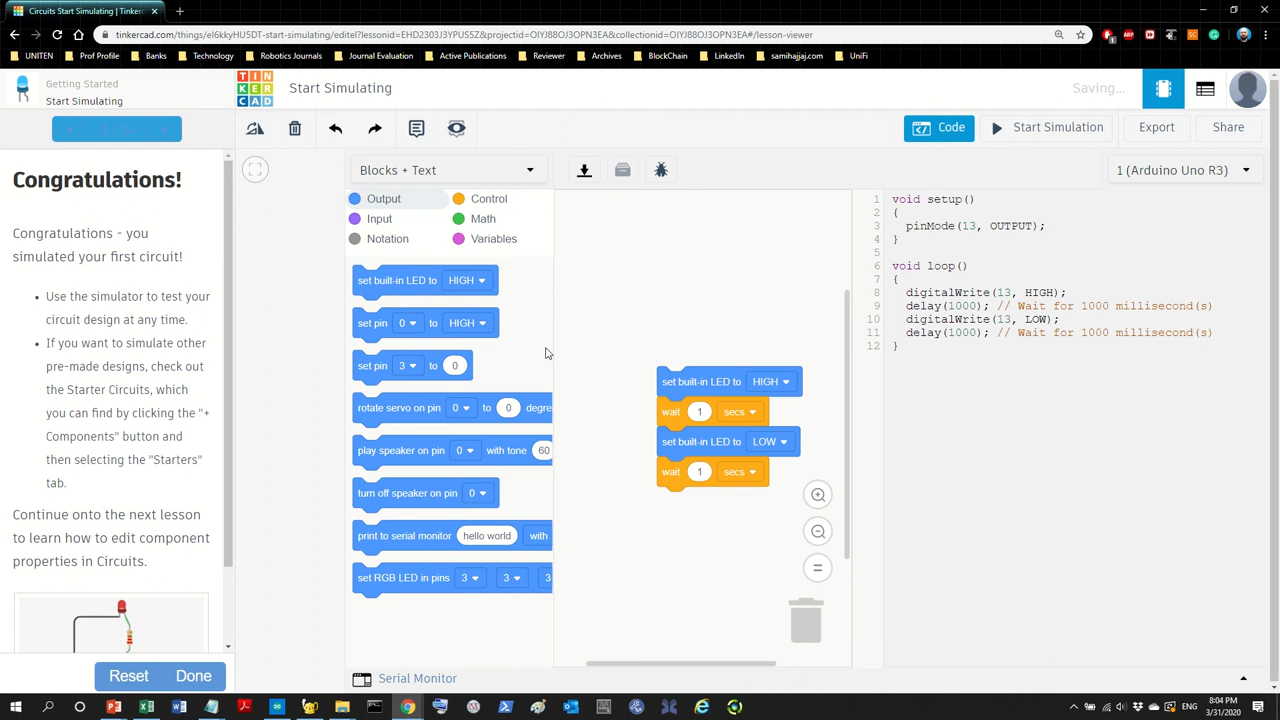 Circuits Start Simulating | Tinkerc
tinkercad.com/things/el6kkyHU5DT-start-simulating/editel?lessonid=EHD2303J3YPUS5Z&projectid=OIYJ88OJ3OPN3EA&collectionid=OIYJ88OJ3OPN3EA#/lesson-viewer
UNITEN Prof Profile Banks Technology Robotics Journals Journal Evaluation Active Publications Reviewer Archives BlockChain LinkedIn samihajjaj.com UniFi
Getting Started
Start Simulating
TINKERCAD
Start Simulating
Saving...
Code
Start Simulation
Export
Share
Congratulations!
Congratulations - you
simulated your first circuit!
Use the simulator to test your
circuit design at any time.
If you want to simulate other
pre-made designs, check out
the Starter Circuits, which
you can find by clicking the "+
Components" button and
then selecting the "Starters"
tab.
Continue onto the next lesson
to learn how to edit component
properties in Circuits.
Reset Done
Blocks + Text
1 (Arduino Uno R3)
Output Control
Input Math
Notation Variables
set built-in LED to HIGH
set pin 0 to HIGH
set pin 3 to 0
rotate servo on pin 0 to 0 degre
play speaker on pin 0 with tone 60
turn off speaker on pin 0
print to serial monitor hello world with
set RGB LED in pins 3 3 3
set built-in LED to HIGH
wait 1 secs
set built-in LED to LOW
wait 1 secs
1 void setup()
2 {
3 pinMode(13, OUTPUT);
4 }
5
6 void loop()
7 {
8 digitalWrite(13, HIGH);
9 delay(1000); // Wait for 1000 millisecond(s)
10 digitalWrite(13, LOW);
11 delay(1000); // Wait for 1000 millisecond(s)
12 }
Serial Monitor
ENG
8:04 PM
3/31/2020